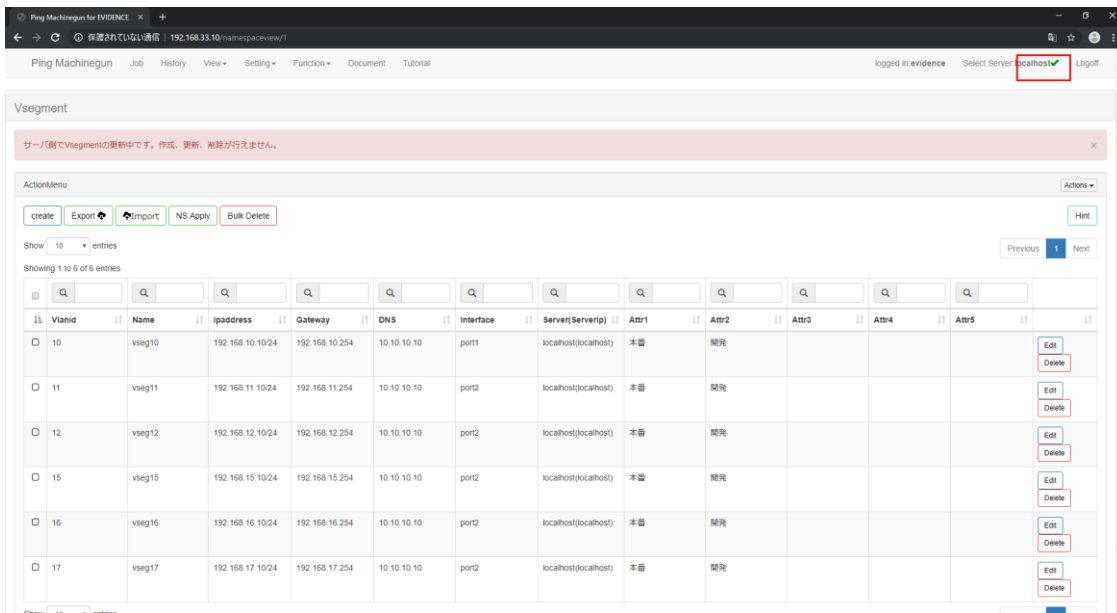 Ping Machinegun for EVIDENCE
保護されていない通信 192.168.33.10/namespaceview/1
Ping Machinegun Job History View Setting Function Document Tutorial logged in:evidence Select Server:localhost Logoff
Vsegment
サーバ側でVsegmentの更新中です。作成、更新、削除が行えません。 ×
ActionMenu Actions
create Export Import NS Apply Bulk Delete Hint
Show 10 entries Previous 1 Next
Showing 1 to 6 of 6 entries
Vlanid Name Ipaddress Gateway DNS Interface Server(Serverip) Attr1 Attr2 Attr3 Attr4 Attr5
10 vseg10 192.168.10.10/24 192.168.10.254 10.10.10.10 port1 localhost(localhost) 本番 開発 Edit
Delete
11 vseg11 192.168.11.10/24 192.168.11.254 10.10.10.10 port2 localhost(localhost) 本番 開発 Edit
Delete
12 vseg12 192.168.12.10/24 192.168.12.254 10.10.10.10 port2 localhost(localhost) 本番 開発 Edit
Delete
15 vseg15 192.168.15.10/24 192.168.15.254 10.10.10.10 port2 localhost(localhost) 本番 開発 Edit
Delete
16 vseg16 192.168.16.10/24 192.168.16.254 10.10.10.10 port2 localhost(localhost) 本番 開発 Edit
Delete
17 vseg17 192.168.17.10/24 192.168.17.254 10.10.10.10 port2 localhost(localhost) 本番 開発 Edit
Delete